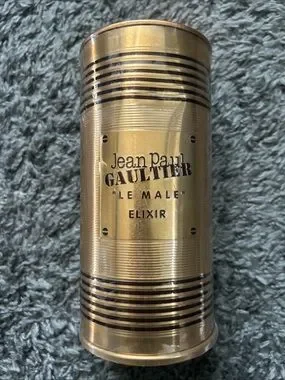 Jean Paul
GAULTIER
"LE MALE"
ELIXIR